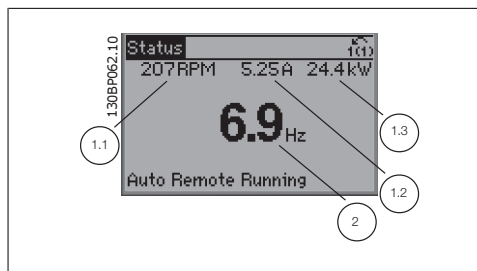 130BP062.10
Status 1(1)
207RPM 5.25A 24.4kW
6.9Hz
Auto Remote Running
1.1
1.3
1.2
2